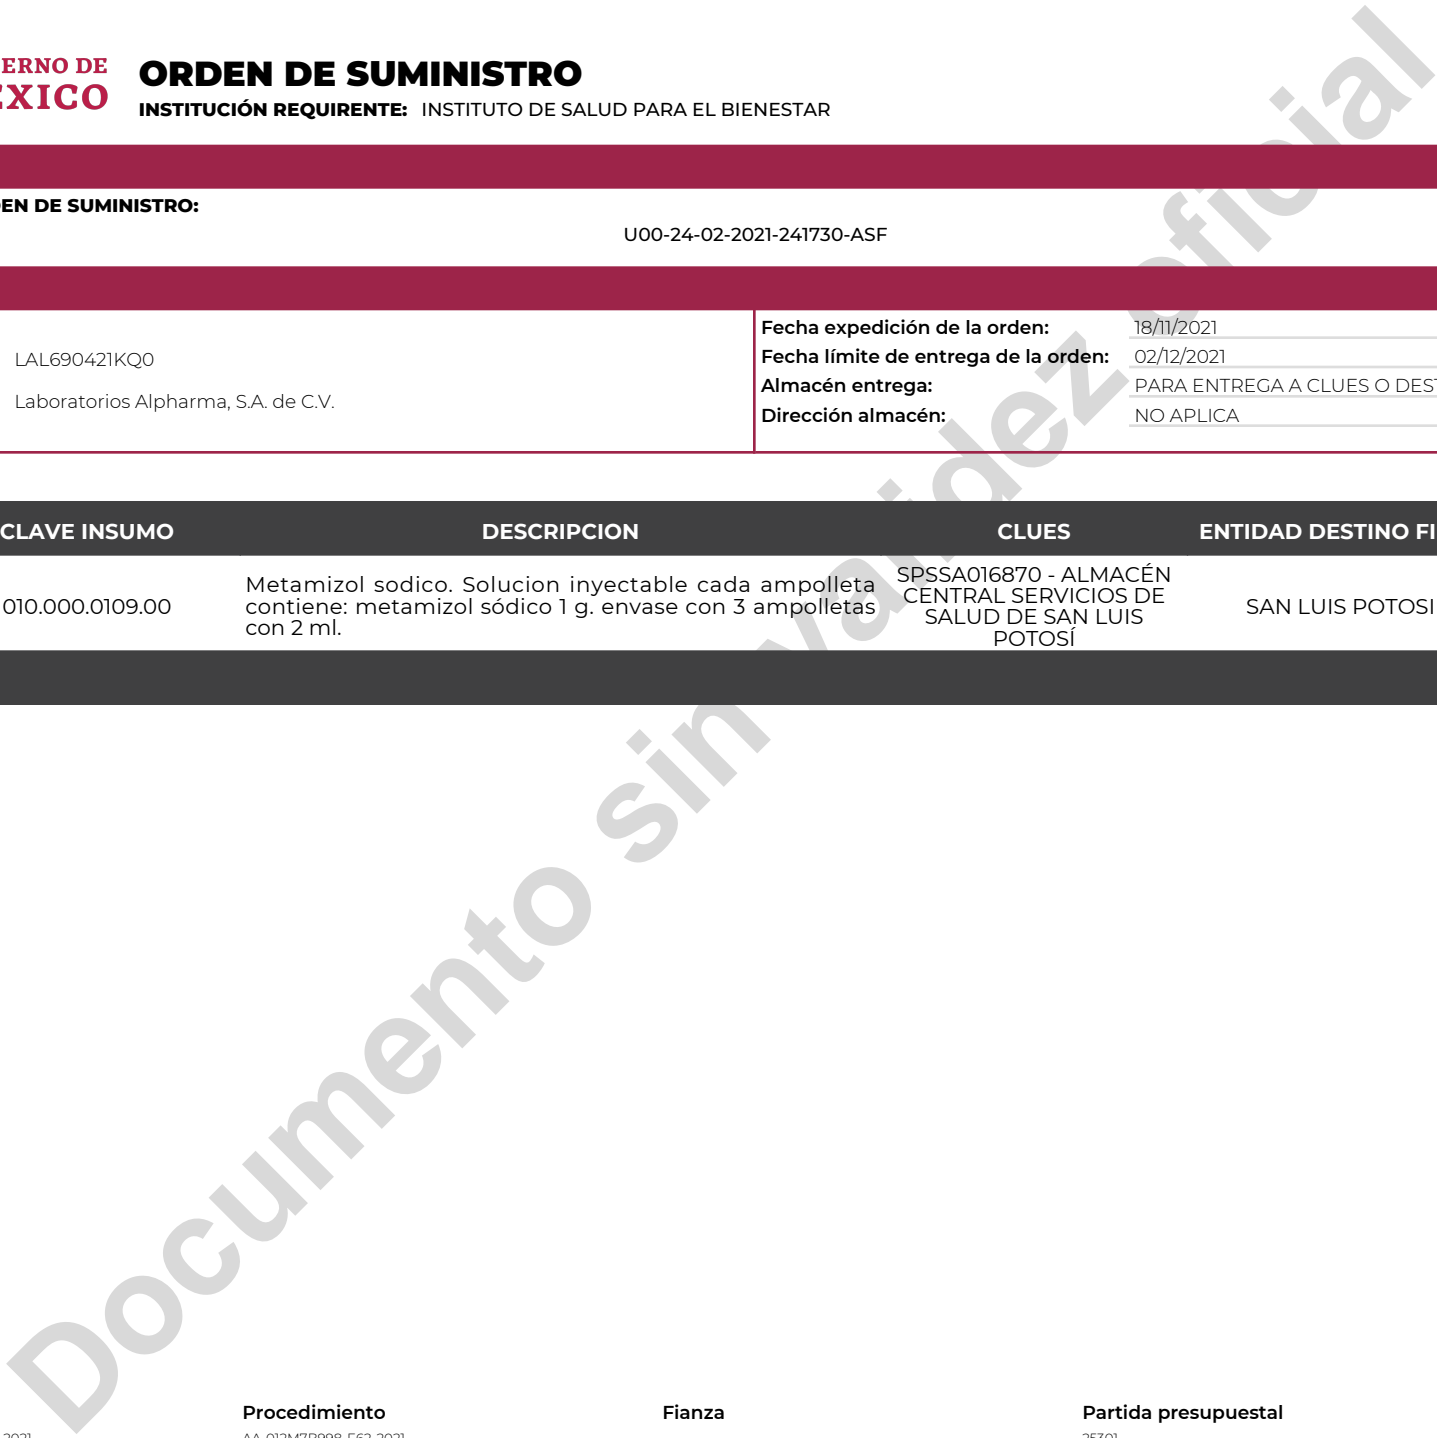 ERNO DE
ÉXICO
ORDEN DE SUMINISTRO
INSTITUCIÓN REQUIRENTE: INSTITUTO DE SALUD PARA EL BIENESTAR
EN DE SUMINISTRO:
U00-24-02-2021-241730-ASF
LAL690421KQ0
Laboratorios Alpharma, S.A. de C.V.
Fecha expedición de la orden: 18/11/2021
Fecha límite de entrega de la orden: 02/12/2021
Almacén entrega: PARA ENTREGA A CLUES O DEST
Dirección almacén: NO APLICA
CLAVE INSUMO DESCRIPCION CLUES ENTIDAD DESTINO FI
010.000.0109.00
Metamizol sodico. Solucion inyectable cada ampolleta
contiene: metamizol sódico 1 g. envase con 3 ampolletas
con 2 ml.
SPSSA016870 - ALMACÉN
CENTRAL SERVICIOS DE
SALUD DE SAN LUIS
POTOSÍ
SAN LUIS POTOSI
Documento sin validez oficial
Procedimiento Fianza Partida presupuestal